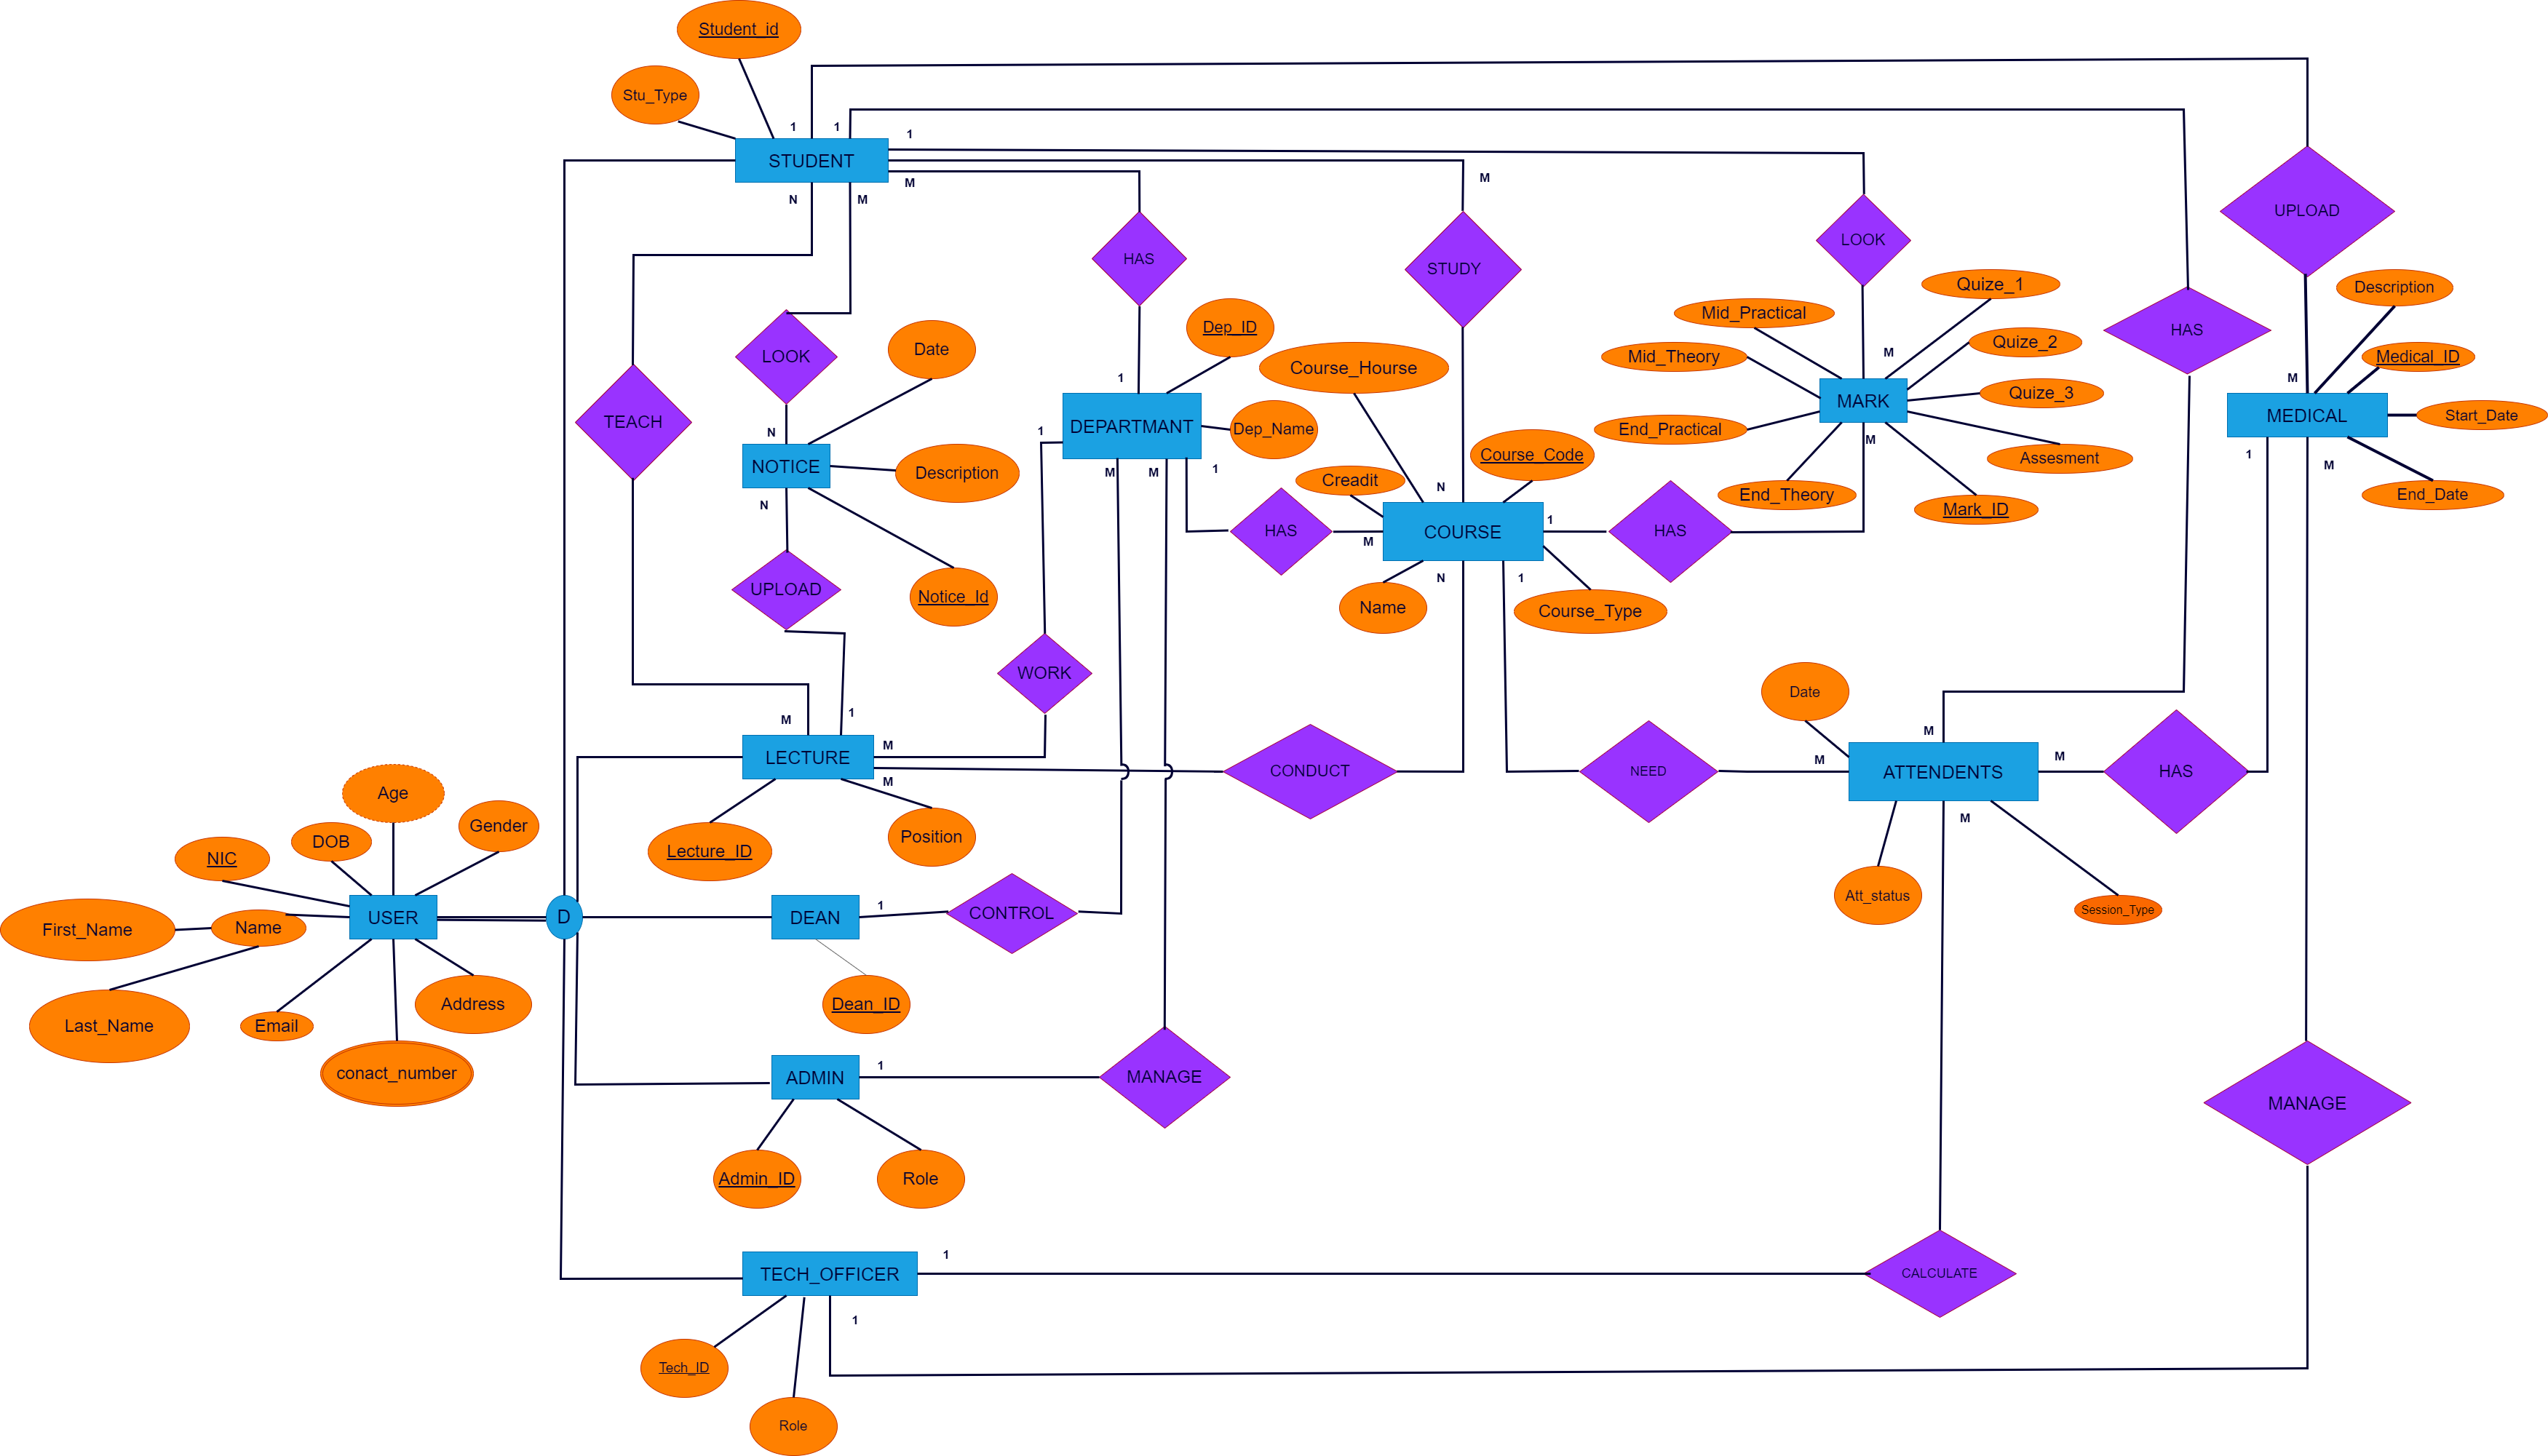 Student_id
Stu_Type
1
1
1
STUDENT
M
M
N
M
UPLOAD
LOOK
HAS
STUDY
Quize_1
Description
Mid_Practical
Dep_ID
HAS
Quize_2
Date
LOOK
M
Mid_Theory
Medical_ID
Course_Hourse
1
M
Quize_3
MARK
MEDICAL
Start_Date
TEACH
N
1
DEPARTMANT
Dep_Name
End_Practical
M
Course_Code
1
Assesment
M
NOTICE
Description
M
M
1
Creadit
N
End_Theory
End_Date
N
Mark_ID
1
HAS
COURSE
HAS
M
N
1
UPLOAD
Notice_Id
Name
Course_Type
WORK
Date
M
1
M
M
M
M
LECTURE
CONDUCT
NEED
ATTENDENTS
HAS
M
Age
Gender
M
DOB
Position
NIC
Lecture_ID
Att_status
1
Session_Type
USER
D
DEAN
CONTROL
First_Name
Name
Address
Dean_ID
Last_Name
Email
conact_number
1
ADMIN
MANAGE
MANAGE
Admin_ID
Role
1
TECH_OFFICER
CALCULATE
1
Tech_ID
Role